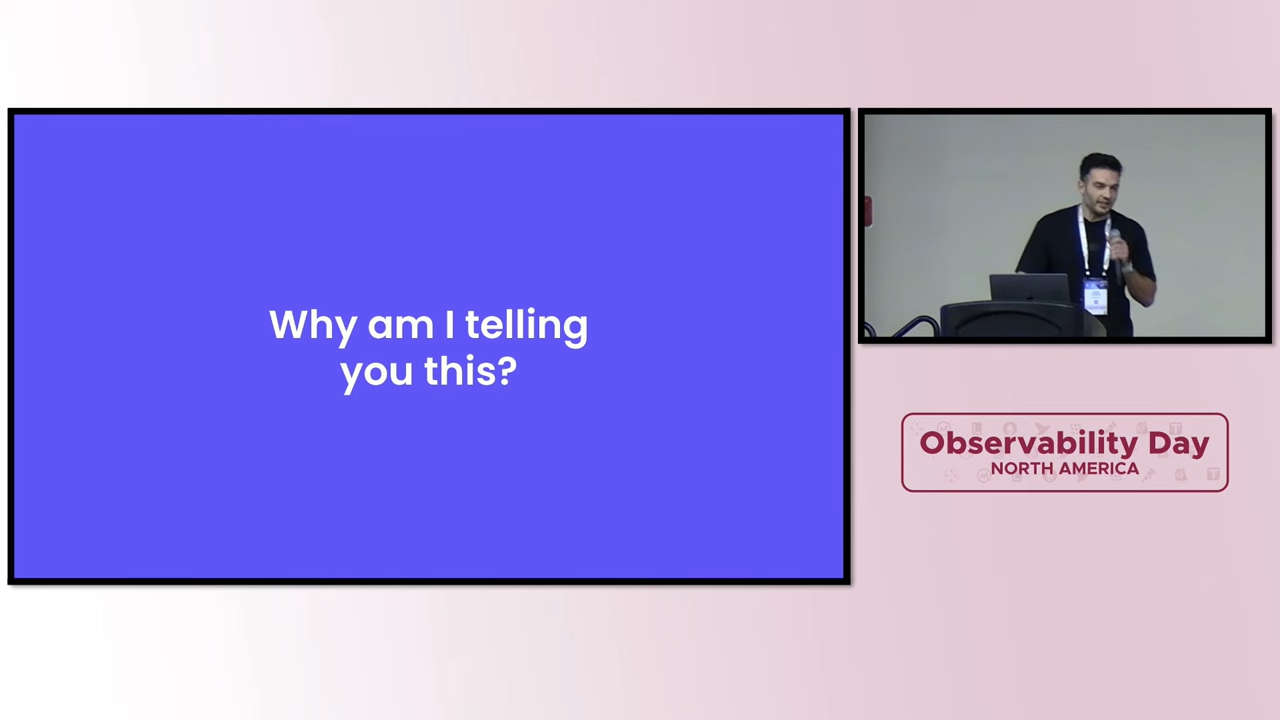 Why am I telling
you this?
Observability Day
NORTH AMERICA